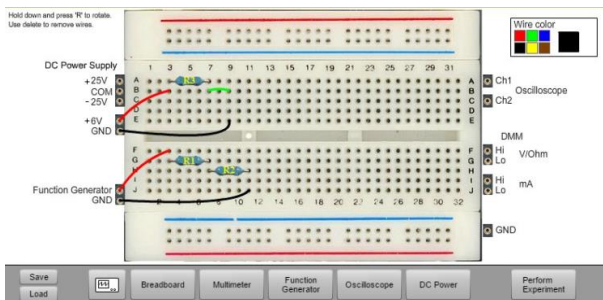 Hold down and press 'R' to rotate.
Use delete to remove wires.
Wire color
DC Power Supply
+25V
COM
-25V
+6V
GND
1 3 5 7 9 11 13 15 17 19 21 23 25 27 29 31
A
B
C
D
E
R3
A
B
C
D
E
Ch1
Oscilloscope
Ch2
DMM
F
G
H
I
J
R1
R2
F
G
H
I
J
Hi
Lo
V/Ohm
Hi
Lo
mA
Function Generator
GND
8 10 12 14 16 18 20 22 24 26 28 30 32
GND
Save
Load
Breadboard
Multimeter
Function
Generator
Oscilloscope
DC Power
Perform
Experiment